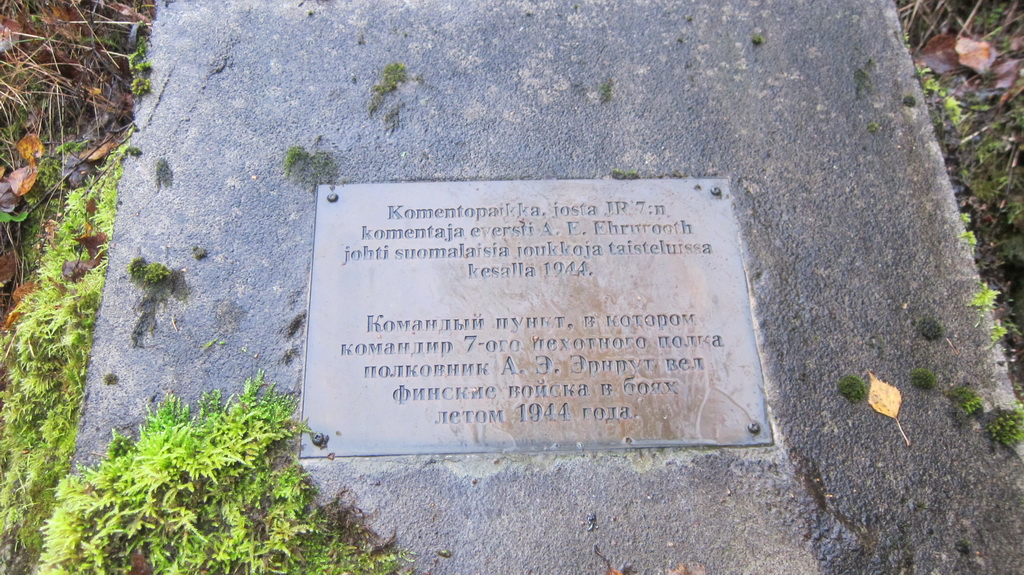 Komentopaikka, josta JR 7:n
komentaja eversti A. E. Ehrnrooth
johti suomalaisia joukkoja taisteluissa
kesällä 1944.
Командый пункт, в котором
командир 7-ого пехотного полка
полковник А. Э. Эрнрут вел
финские войска в боях
летом 1944 года.